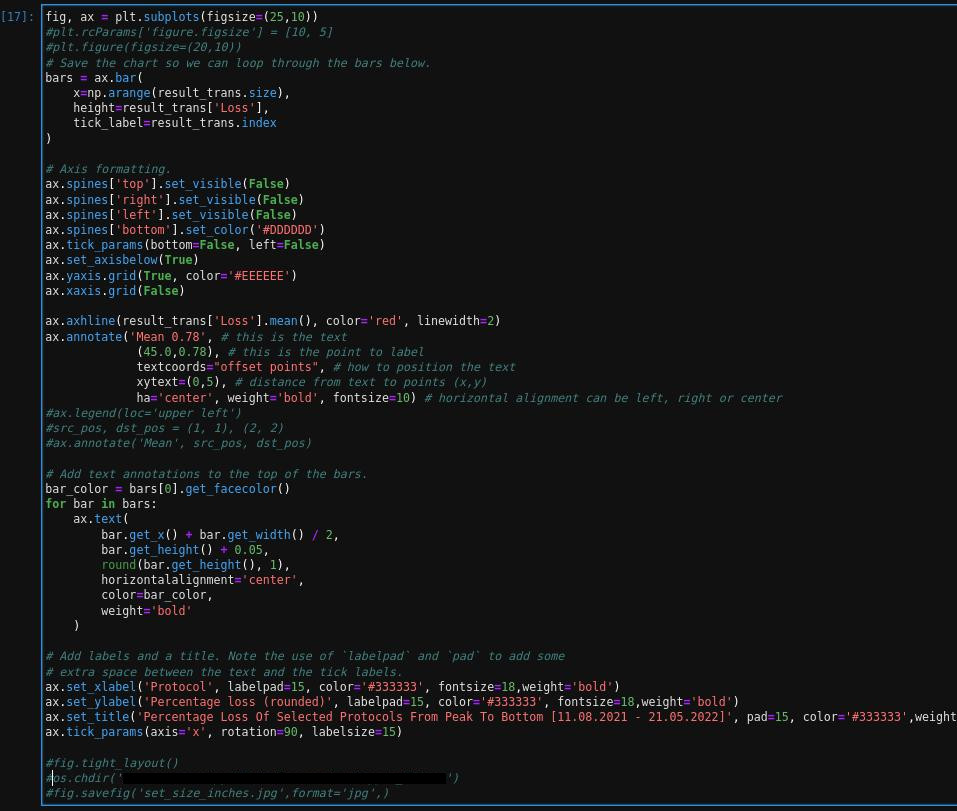 [17]: fig, ax = plt.subplots(figsize=(25,10))
#plt.rcParams['figure.figsize'] = [10, 5]
#plt.figure(figsize=(20,10))
# Save the chart so we can loop through the bars below.
bars = ax.bar(
    x=np.arange(result_trans.size),
    height=result_trans['Loss'],
    tick_label=result_trans.index
)

# Axis formatting.
ax.spines['top'].set_visible(False)
ax.spines['right'].set_visible(False)
ax.spines['left'].set_visible(False)
ax.spines['bottom'].set_color('#DDDDDD')
ax.tick_params(bottom=False, left=False)
ax.set_axisbelow(True)
ax.yaxis.grid(True, color='#EEEEEE')
ax.xaxis.grid(False)

ax.axhline(result_trans['Loss'].mean(), color='red', linewidth=2)
ax.annotate('Mean 0.78', # this is the text
             (45.0,0.78), # this is the point to label
             textcoords="offset points", # how to position the text
             xytext=(0,5), # distance from text to points (x,y)
             ha='center', weight='bold', fontsize=10) # horizontal alignment can be left, right or center
#ax.legend(loc='upper left')
#src_pos, dst_pos = (1, 1), (2, 2)
#ax.annotate('Mean', src_pos, dst_pos)

# Add text annotations to the top of the bars.
bar_color = bars[0].get_facecolor()
for bar in bars:
    ax.text(
        bar.get_x() + bar.get_width() / 2,
        bar.get_height() + 0.05,
        round(bar.get_height(), 1),
        horizontalalignment='center',
        color=bar_color,
        weight='bold'
    )

# Add labels and a title. Note the use of `labelpad` and `pad` to add some
# extra space between the text and the tick labels.
ax.set_xlabel('Protocol', labelpad=15, color='#333333', fontsize=18,weight='bold')
ax.set_ylabel('Percentage loss (rounded)', labelpad=15, color='#333333', fontsize=18,weight='bold')
ax.set_title('Percentage Loss Of Selected Protocols From Peak To Bottom [11.08.2021 - 21.05.2022]', pad=15, color='#333333',weight
ax.tick_params(axis='x', rotation=90, labelsize=15)

#fig.tight_layout()
#os.chdir('')
#fig.savefig('set_size_inches.jpg',format='jpg',)